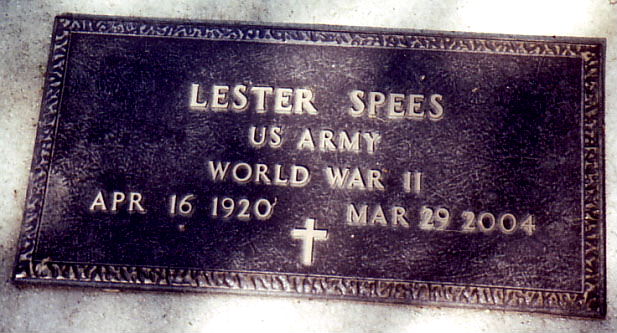 LESTER SPEES
US ARMY
WORLD WAR II
APR 16 1920 MAR 29 2004